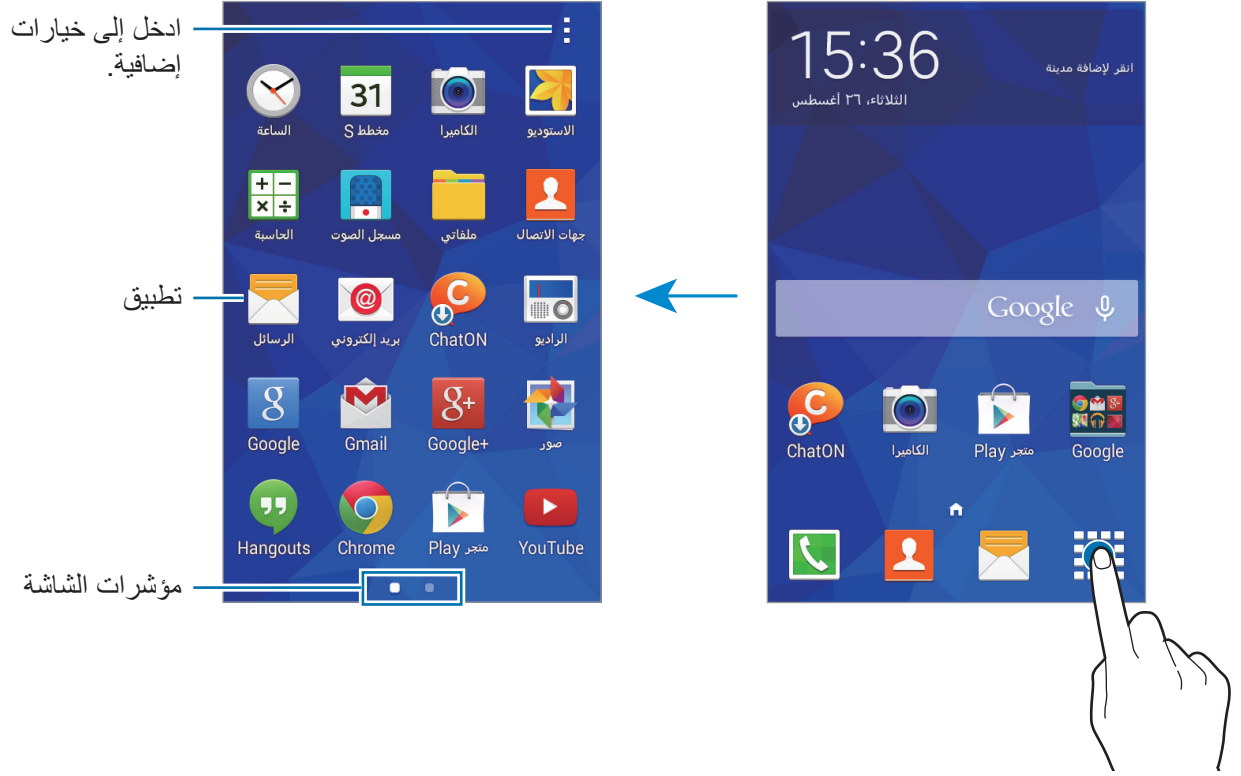 15:36
انقر لإضافة مدينة
الثلاثاء، ٢٦ أغسطس
Google
ChatON
الكاميرا
متجر Play
Google
ادخل إلى خيارات
إضافية.
الساعة
مخطط S
الكاميرا
31
الاستوديو
الحاسبة
مسجل الصوت
ملفاتي
جهات الاتصال
تطبيق
الرسائل
بريد إلكتروني
ChatON
الراديو
Google
Gmail
Google+
صور
Hangouts
Chrome
متجر Play
YouTube
مؤشرات الشاشة